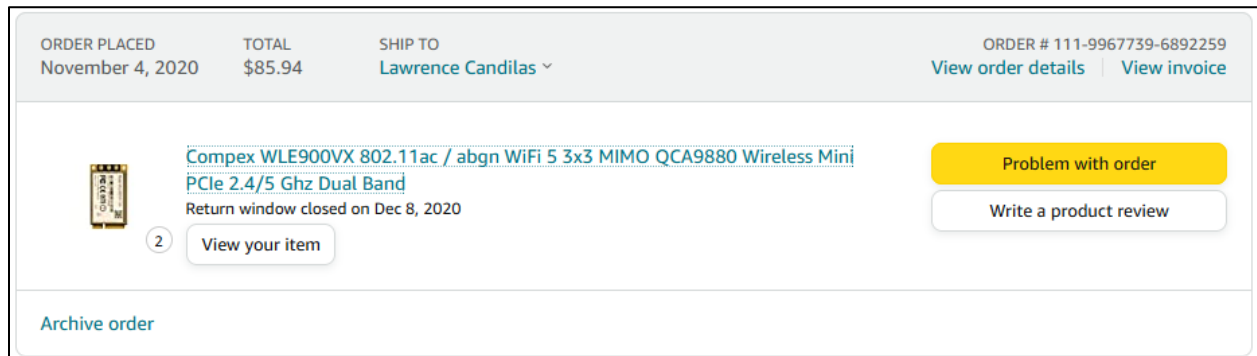 ORDER PLACED TOTAL SHIP TO ORDER # 111-9967739-6892259
November 4, 2020 $85.94 Lawrence Candilas View order details View invoice
Compex WLE900VX 802.11ac / abgn WiFi 5 3x3 MIMO QCA9880 Wireless Mini
PCIe 2.4/5 Ghz Dual Band
Return window closed on Dec 8, 2020
2
View your item
Problem with order
Write a product review
Archive order